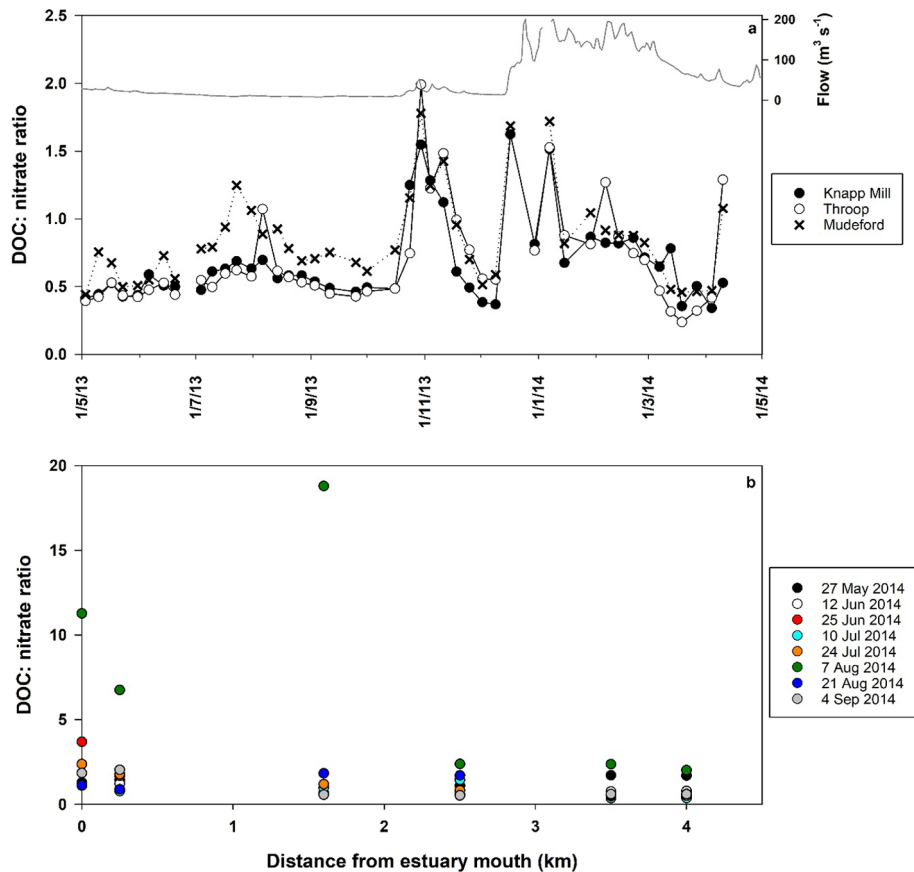 a
2.5
2.0
1.5
1.0
0.5
0.0
DOC: nitrate ratio
200
100
0
Flow (m³ s⁻¹)
1/5/13
1/7/13
1/9/13
1/11/13
1/1/14
1/3/14
1/5/14
Knapp Mill
Throop
Mudeford
b
20
15
10
5
0
DOC: nitrate ratio
0 1 2 3 4
Distance from estuary mouth (km)
27 May 2014
12 Jun 2014
25 Jun 2014
10 Jul 2014
24 Jul 2014
7 Aug 2014
21 Aug 2014
4 Sep 2014